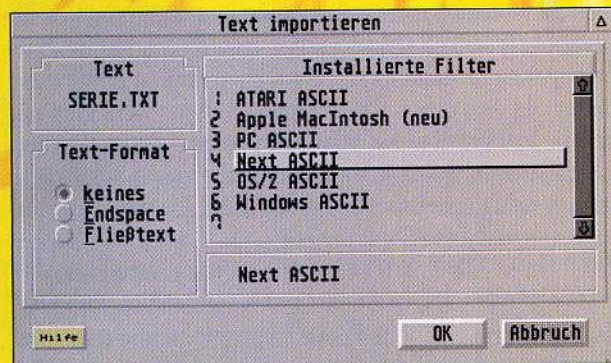 Text importieren
Text
SERIE.TXT
Text-Format
keines
Endspace
Fließtext
Installierte Filter
1 ATARI ASCII
2 Apple MacIntosh (neu)
3 PC ASCII
4 Next ASCII
5 OS/2 ASCII
6 Windows ASCII
7
Next ASCII
Hilfe
OK
Abbruch